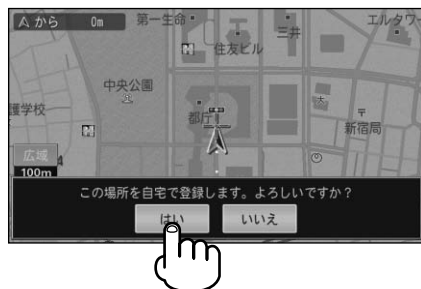 から 0m
第一生命
三井
エルタワー
住友ビル
中央公園
護学校
都庁
新宿局
広域
100m
この場所を自宅で登録します。よろしいですか？
はい
いいえ